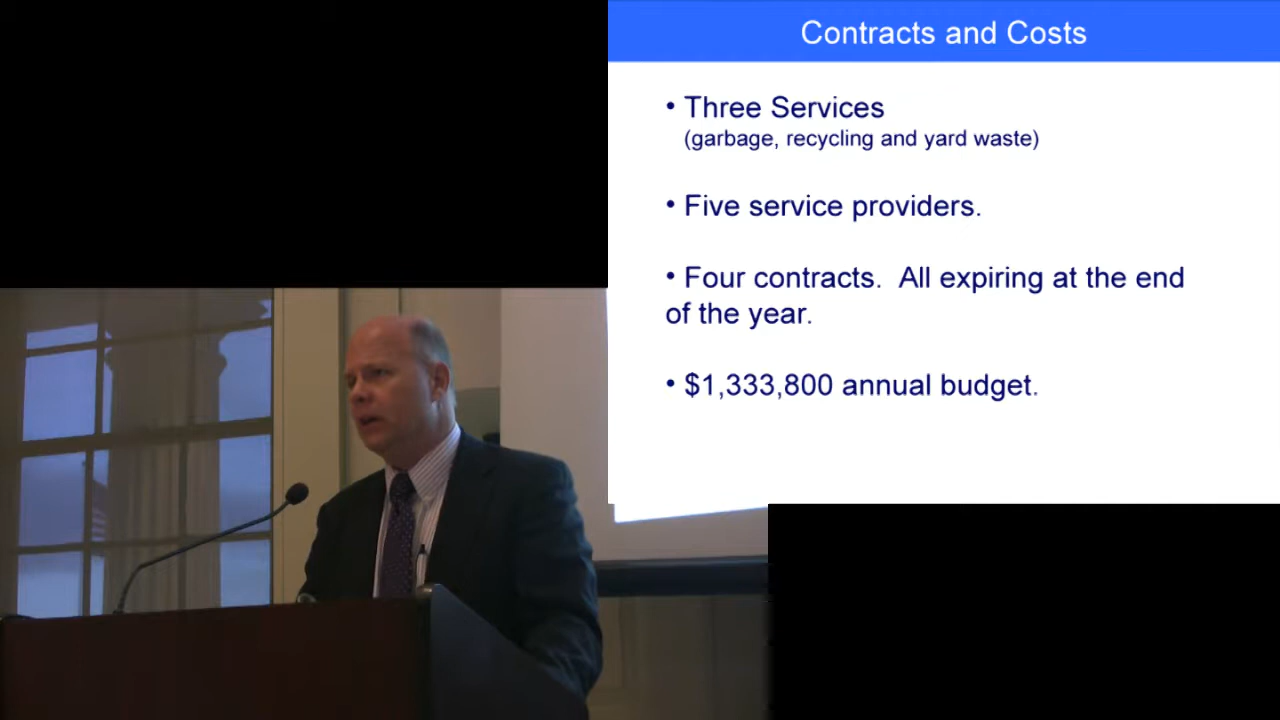 Contracts and Costs
• Three Services
(garbage, recycling and yard waste)
• Five service providers.
• Four contracts.  All expiring at the end
of the year.
• $1,333,800 annual budget.